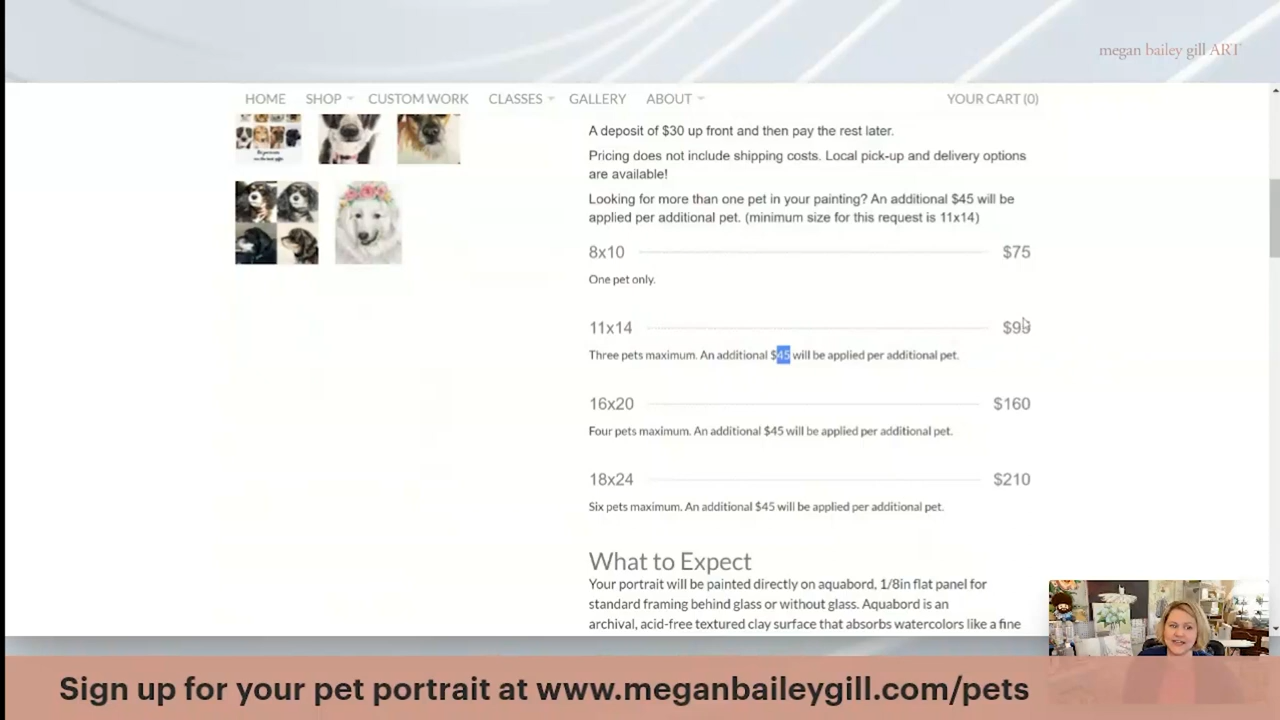 megan bailey gill ART
HOME SHOP CUSTOM WORK CLASSES GALLERY ABOUT YOUR CART (0)
A deposit of $30 up front and then pay the rest later.
Pricing does not include shipping costs. Local pick-up and delivery options
are available!
Looking for more than one pet in your painting? An additional $45 will be
applied per additional pet. (minimum size for this request is 11x14)
8x10 $75
One pet only.
11x14 $95
Three pets maximum. An additional $45 will be applied per additional pet.
16x20 $160
Four pets maximum. An additional $45 will be applied per additional pet.
18x24 $210
Six pets maximum. An additional $45 will be applied per additional pet.
What to Expect
Your portrait will be painted directly on aquabord, 1/8in flat panel for
standard framing behind glass or without glass. Aquabord is an
archival, acid-free textured clay surface that absorbs watercolors like a fine
Sign up for your pet portrait at www.meganbaileygill.com/pets